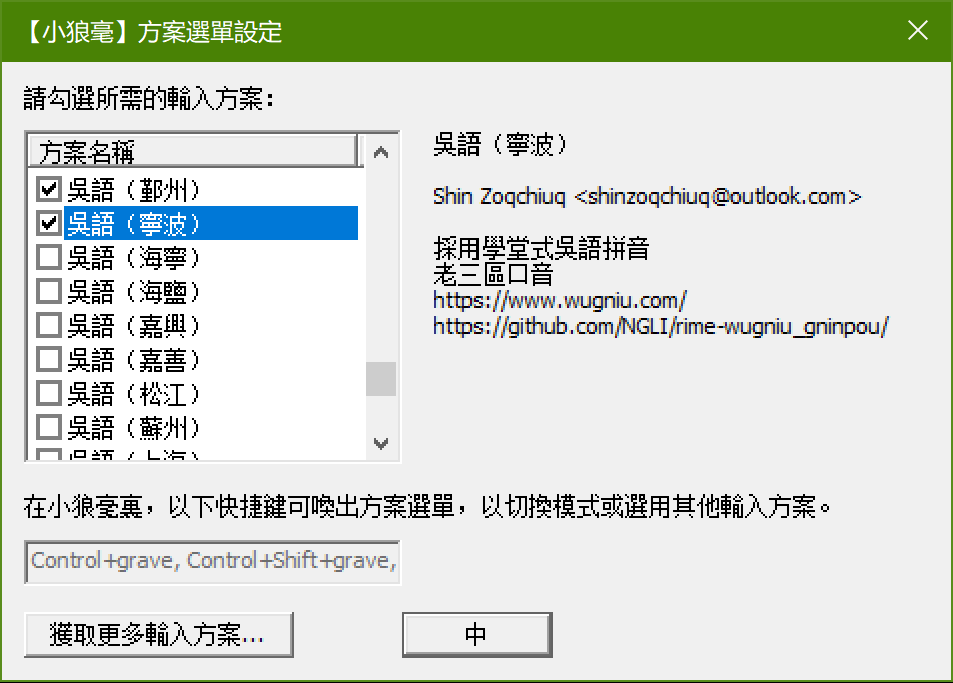 【小狼毫】方案選單設定
請勾選所需的輸入方案：
方案名稱
吳語（鄞州）
吳語（寧波）
吳語（海寧）
吳語（海鹽）
吳語（嘉興）
吳語（嘉善）
吳語（松江）
吳語（蘇州）
吳語（上海）
吳語（寧波）
Shin Zoqchiuq <shinzoqchiuq@outlook.com>
採用學堂式吳語拼音
老三區口音
https://www.wugniu.com/
https://github.com/NGLI/rime-wugniu_gninpou/
在小狼毫裏，以下快捷鍵可喚出方案選單，以切換模式或選用其他輸入方案。
Control+grave, Control+Shift+grave,
獲取更多輸入方案...
中